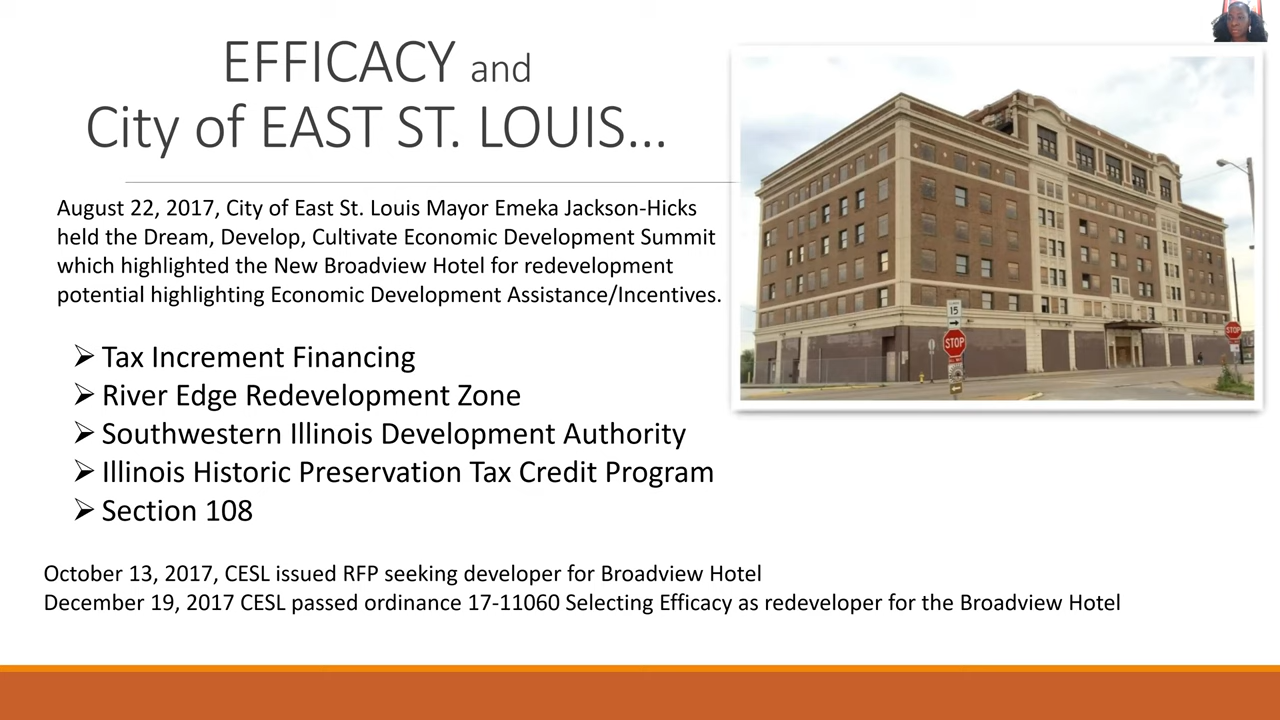 EFFICACY and
City of EAST ST. LOUIS...
August 22, 2017, City of East St. Louis Mayor Emeka Jackson-Hicks
held the Dream, Develop, Cultivate Economic Development Summit
which highlighted the New Broadview Hotel for redevelopment
potential highlighting Economic Development Assistance/Incentives.
15
STOP
STOP
➢ Tax Increment Financing
➢ River Edge Redevelopment Zone
➢ Southwestern Illinois Development Authority
➢ Illinois Historic Preservation Tax Credit Program
➢ Section 108
October 13, 2017, CESL issued RFP seeking developer for Broadview Hotel
December 19, 2017 CESL passed ordinance 17-11060 Selecting Efficacy as redeveloper for the Broadview Hotel